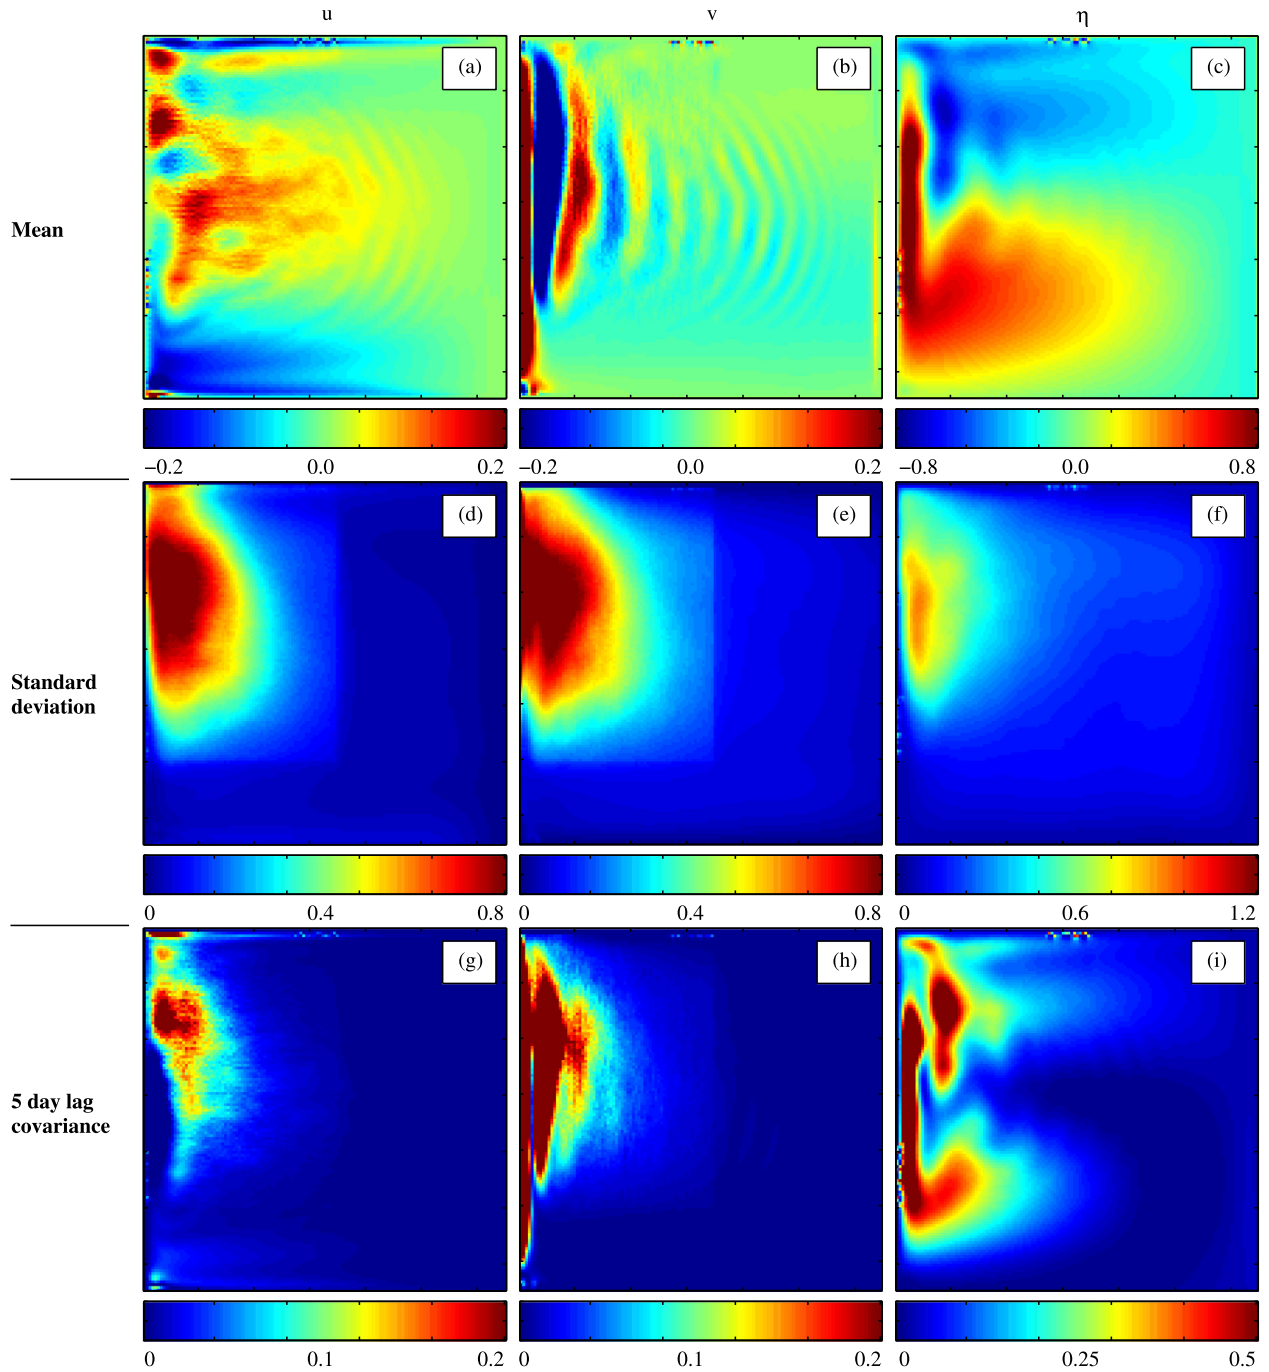 u v η
(a) (b) (c)
Mean
−0.2 0.0 0.2 −0.2 0.0 0.2 −0.8 0.0 0.8
(d) (e) (f)
Standard
deviation
0 0.4 0.8 0 0.4 0.8 0 0.6 1.2
(g) (h) (i)
5 day lag
covariance
0 0.1 0.2 0 0.1 0.2 0 0.25 0.5